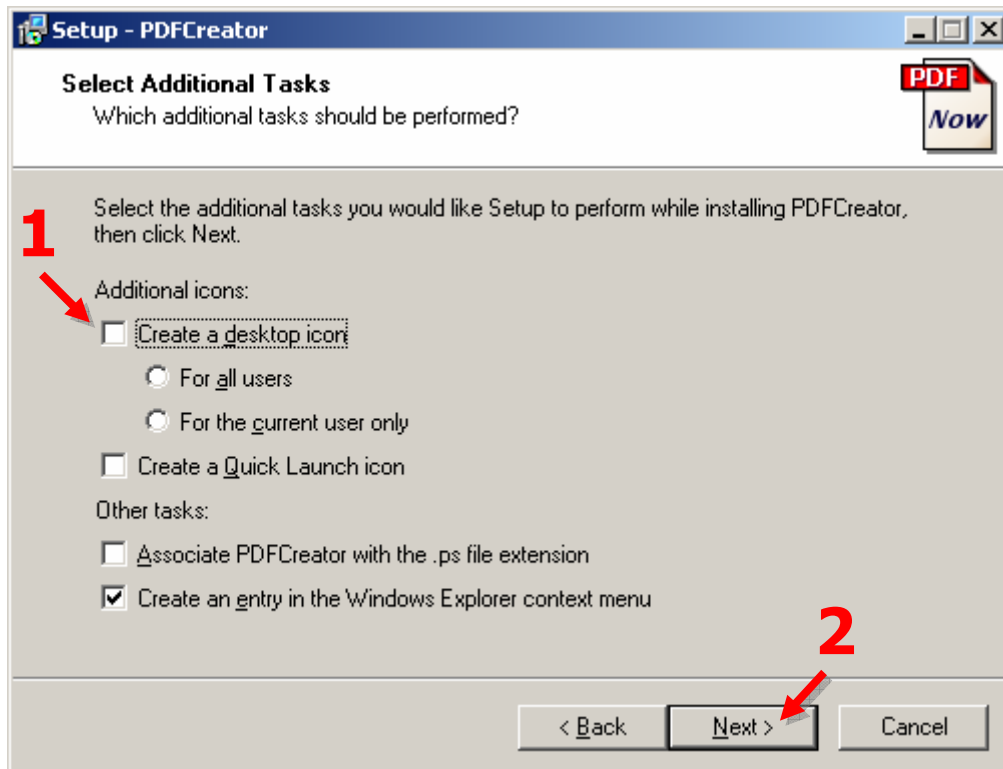 Setup - PDFCreator
Select Additional Tasks
Which additional tasks should be performed?
PDF
Now
Select the additional tasks you would like Setup to perform while installing PDFCreator,
then click Next.
1
Additional icons:
Create a desktop icon
For all users
For the current user only
Create a Quick Launch icon
Other tasks:
Associate PDFCreator with the .ps file extension
Create an entry in the Windows Explorer context menu
2
< Back
Next >
Cancel